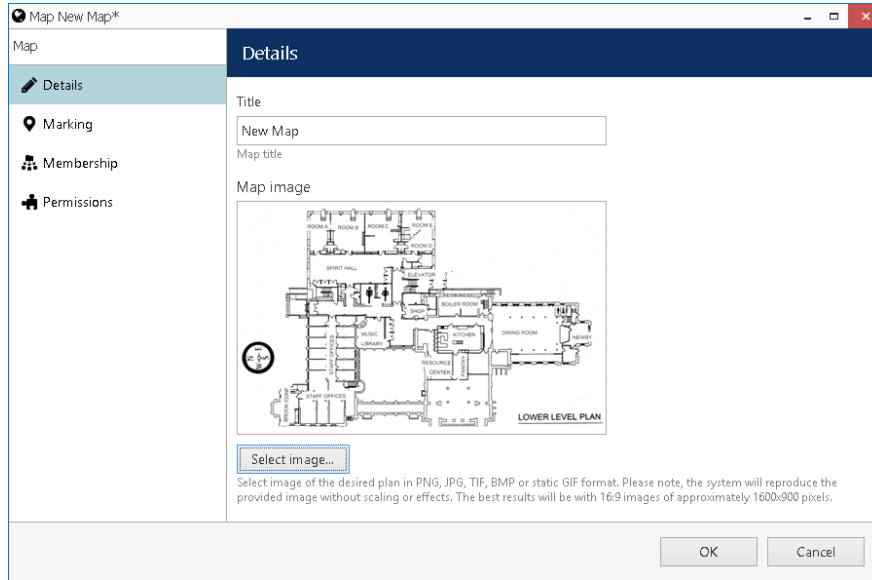 Map New Map*
Map
Details
Details
Marking
Membership
Permissions
Title
New Map
Map title
Map image
ROOM A
ROOM B
ROOM C
ROOM E
ROOM D
SPIRIT HALL
ELEVATOR
SHOP
BOILER ROOM
MUSIC
LIBRARY
STAFF OFFICES
KITCHEN
DINING ROOM
NEWBY
RESOURCE
CENTER
PANTRY
N
E
S
W
BROOK CONF.
STAFF OFFICES
LOWER LEVEL PLAN
Select image...
Select image of the desired plan in PNG, JPG, TIF, BMP or static GIF format. Please note, the system will reproduce the
provided image without scaling or effects. The best results will be with 16:9 images of approximately 1600x900 pixels.
OK
Cancel